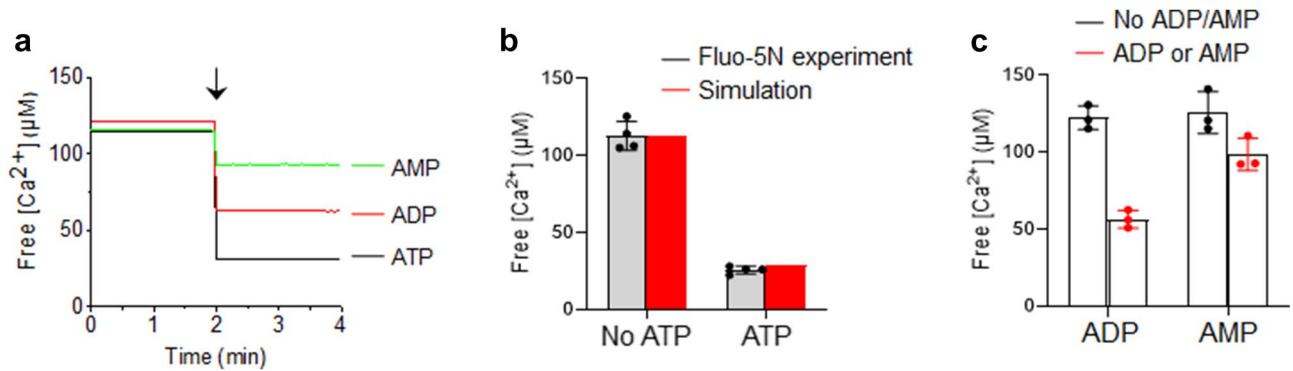 a
Free [Ca²⁺] (µM)
150
100
50
0
0 1 2 3 4
Time (min)
AMP
ADP
ATP
b
Fluo-5N experiment
Simulation
Free [Ca²⁺] (µM)
150
100
50
0
No ATP ATP
c
No ADP/AMP
ADP or AMP
Free [Ca²⁺] (µM)
150
100
50
0
ADP AMP